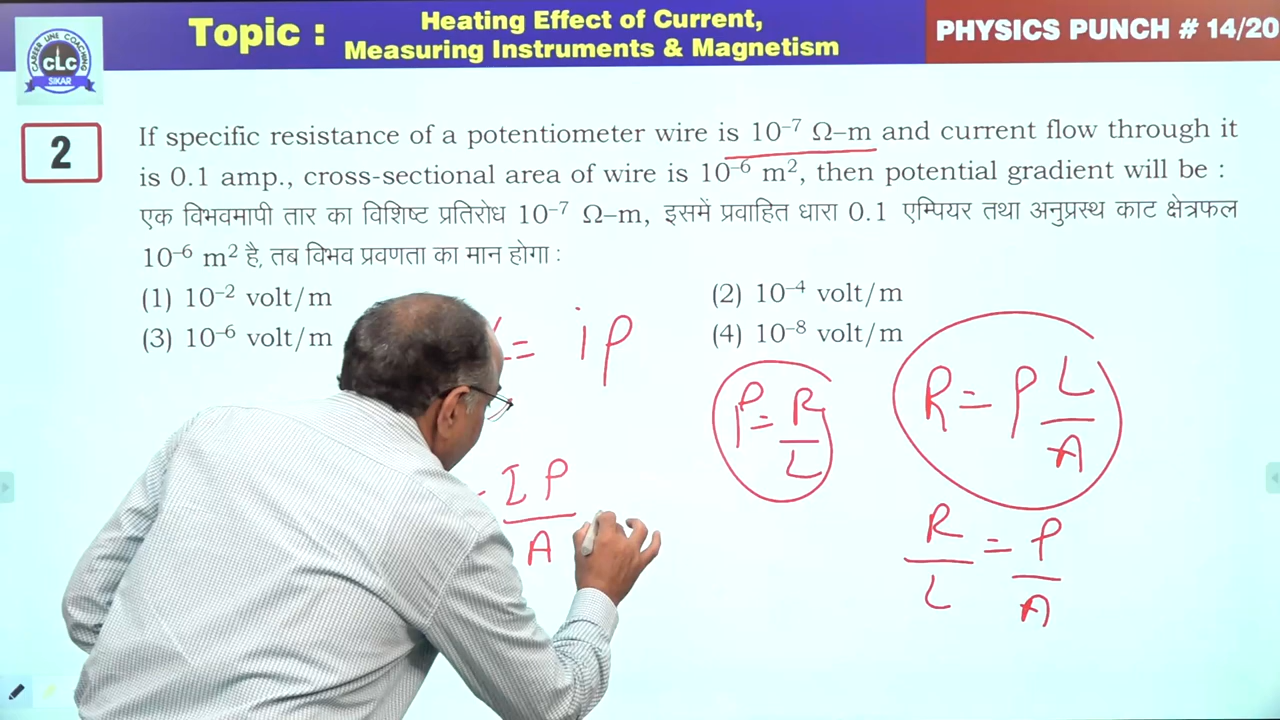 Topic : Heating Effect of Current,
Measuring Instruments & Magnetism
PHYSICS PUNCH # 14/20
CAREER LINE COACHING
CLC
SIKAR
2
If specific resistance of a potentiometer wire is 10⁻⁷ Ω–m and current flow through it
is 0.1 amp., cross-sectional area of wire is 10⁻⁶ m², then potential gradient will be :
एक विभवमापी तार का विशिष्ट प्रतिरोध 10⁻⁷ Ω–m, इसमें प्रवाहित धारा 0.1 एम्पियर तथा अनुप्रस्थ काट क्षेत्रफल
10⁻⁶ m² है, तब विभव प्रवणता का मान होगा :
(1) 10⁻² volt/m (2) 10⁻⁴ volt/m
(3) 10⁻⁶ volt/m (4) 10⁻⁸ volt/m
= iρ
ρ = R/L
R = ρ L/A
Iρ/A
R/L = ρ/A